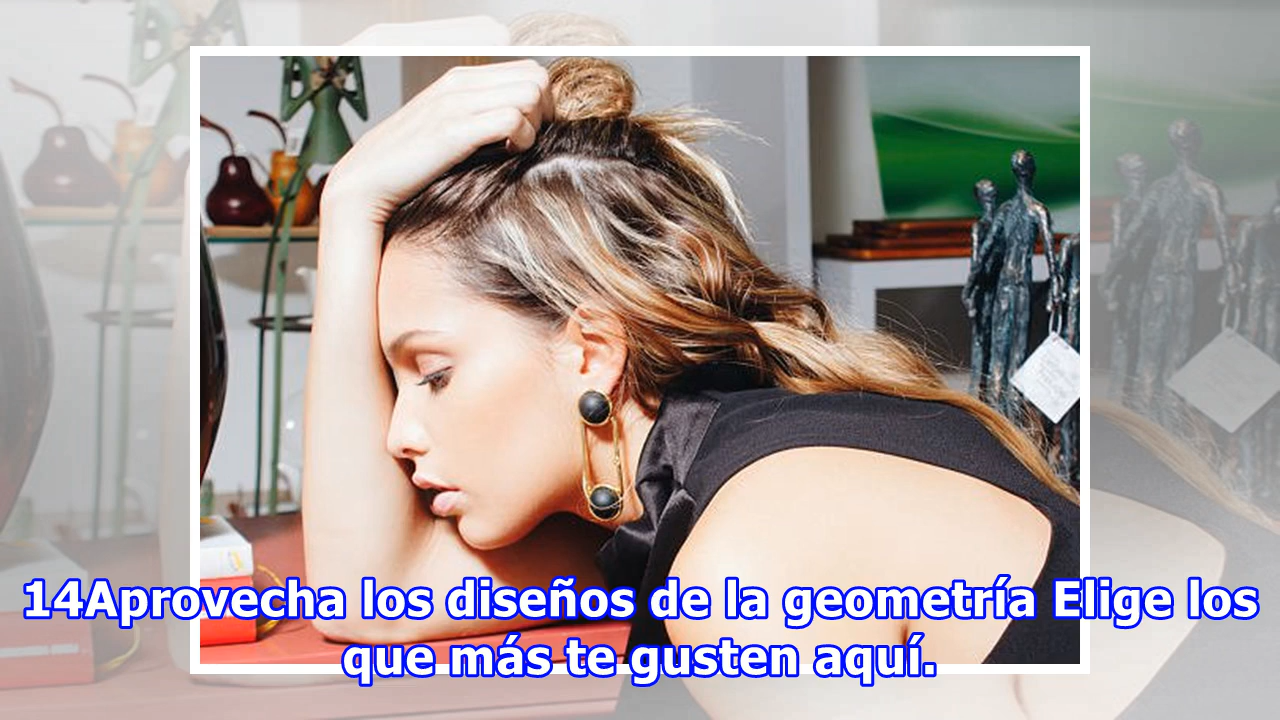 14Aprovecha los diseños de la geometría Elige los
que más te gusten aquí.